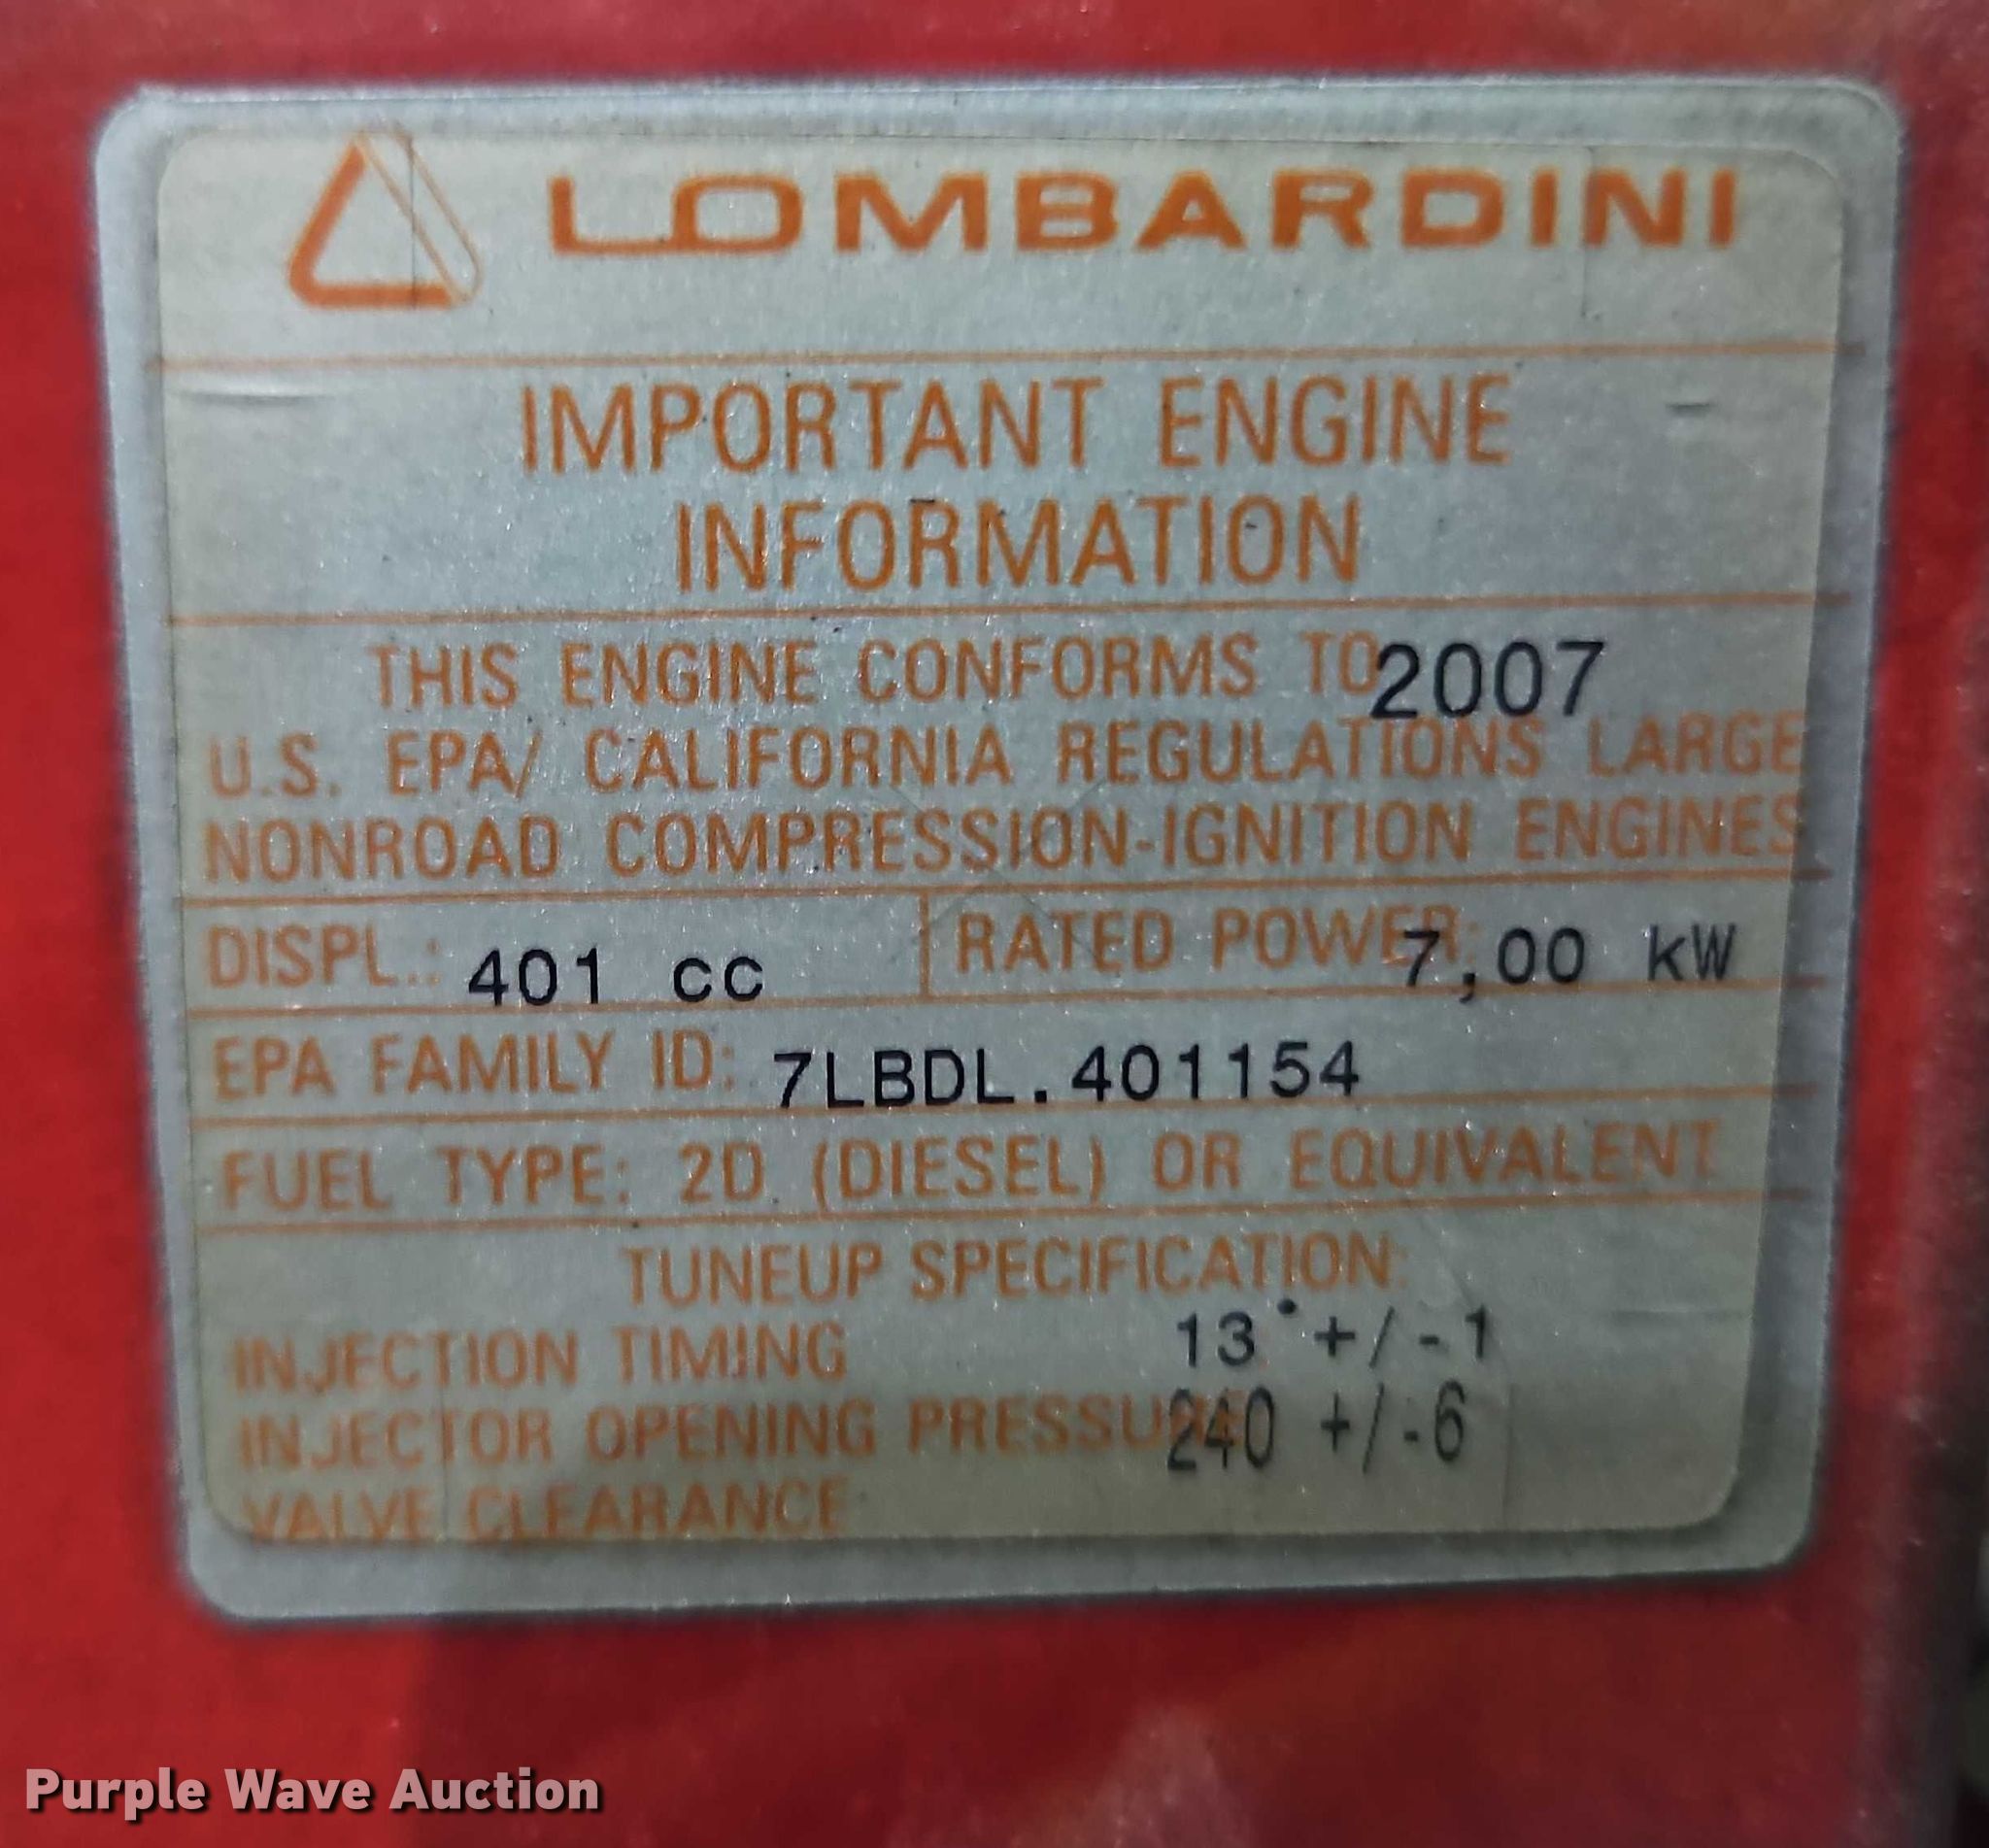 LOMBARDINI
IMPORTANT ENGINE
INFORMATION
THIS ENGINE CONFORMS TO 2007
U.S. EPA/ CALIFORNIA REGULATIONS LARGE
NONROAD COMPRESSION-IGNITION ENGINES
DISPL.: 401 cc RATED POWER: 7,00 kW
EPA FAMILY ID: 7LBDL.401154
FUEL TYPE: 2D (DIESEL) OR EQUIVALENT
TUNEUP SPECIFICATION:
INJECTION TIMING 13°+/-1
INJECTOR OPENING PRESSURE 240 +/-6
VALVE CLEARANCE
Purple Wave Auction